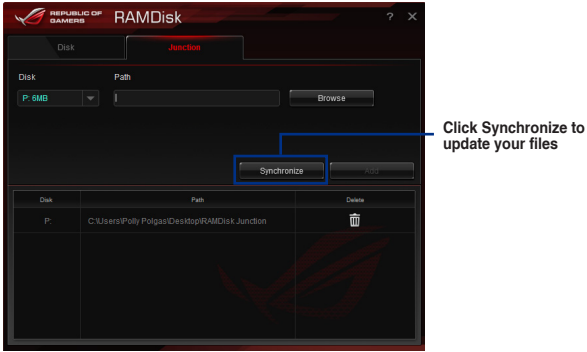 REPUBLIC OF
GAMERS
RAMDisk
? ×
Disk
Junction
Disk
Path
P: 6MB
Browse
Click Synchronize to
update your files
Synchronize
Add
Disk
Path
Delete
P:
C:\Users\Polly Polgas\Desktop\RAMDisk Junction